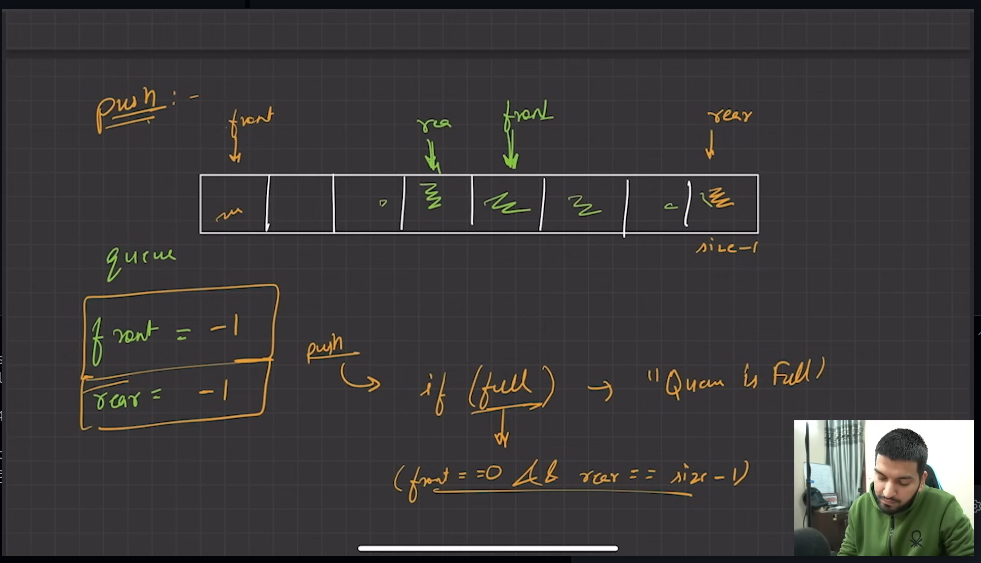 push :-
front rea front rear
size-1
queue
front = -1
rear = -1
push
if (full) → "Queue is Full)
(front == 0 && rear == size-1)